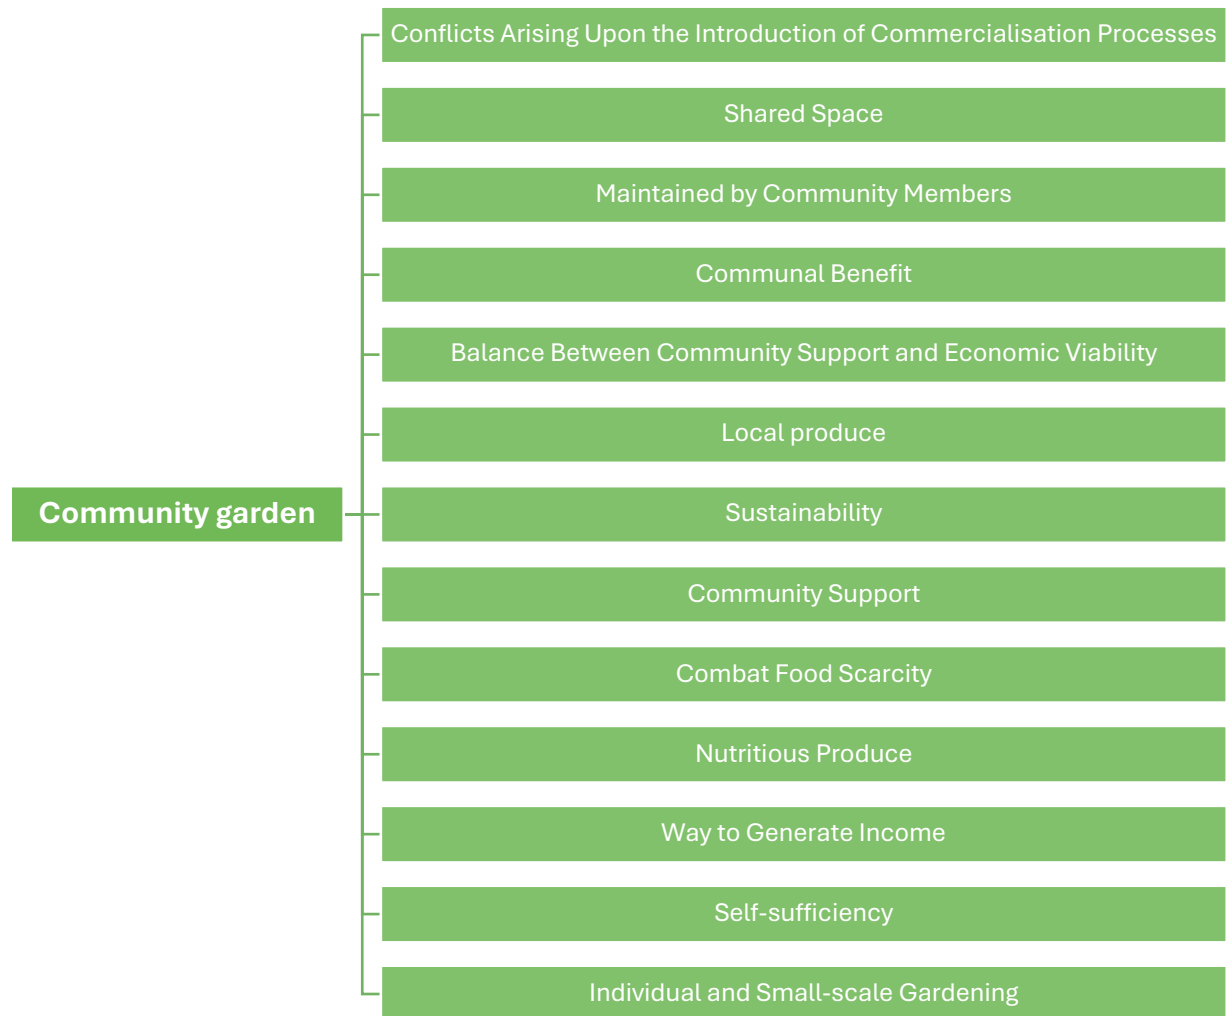 Conflicts Arising Upon the Introduction of Commercialisation Processes
Shared Space
Maintained by Community Members
Communal Benefit
Balance Between Community Support and Economic Viability
Local produce
Community garden
Sustainability
Community Support
Combat Food Scarcity
Nutritious Produce
Way to Generate Income
Self-sufficiency
Individual and Small-scale Gardening